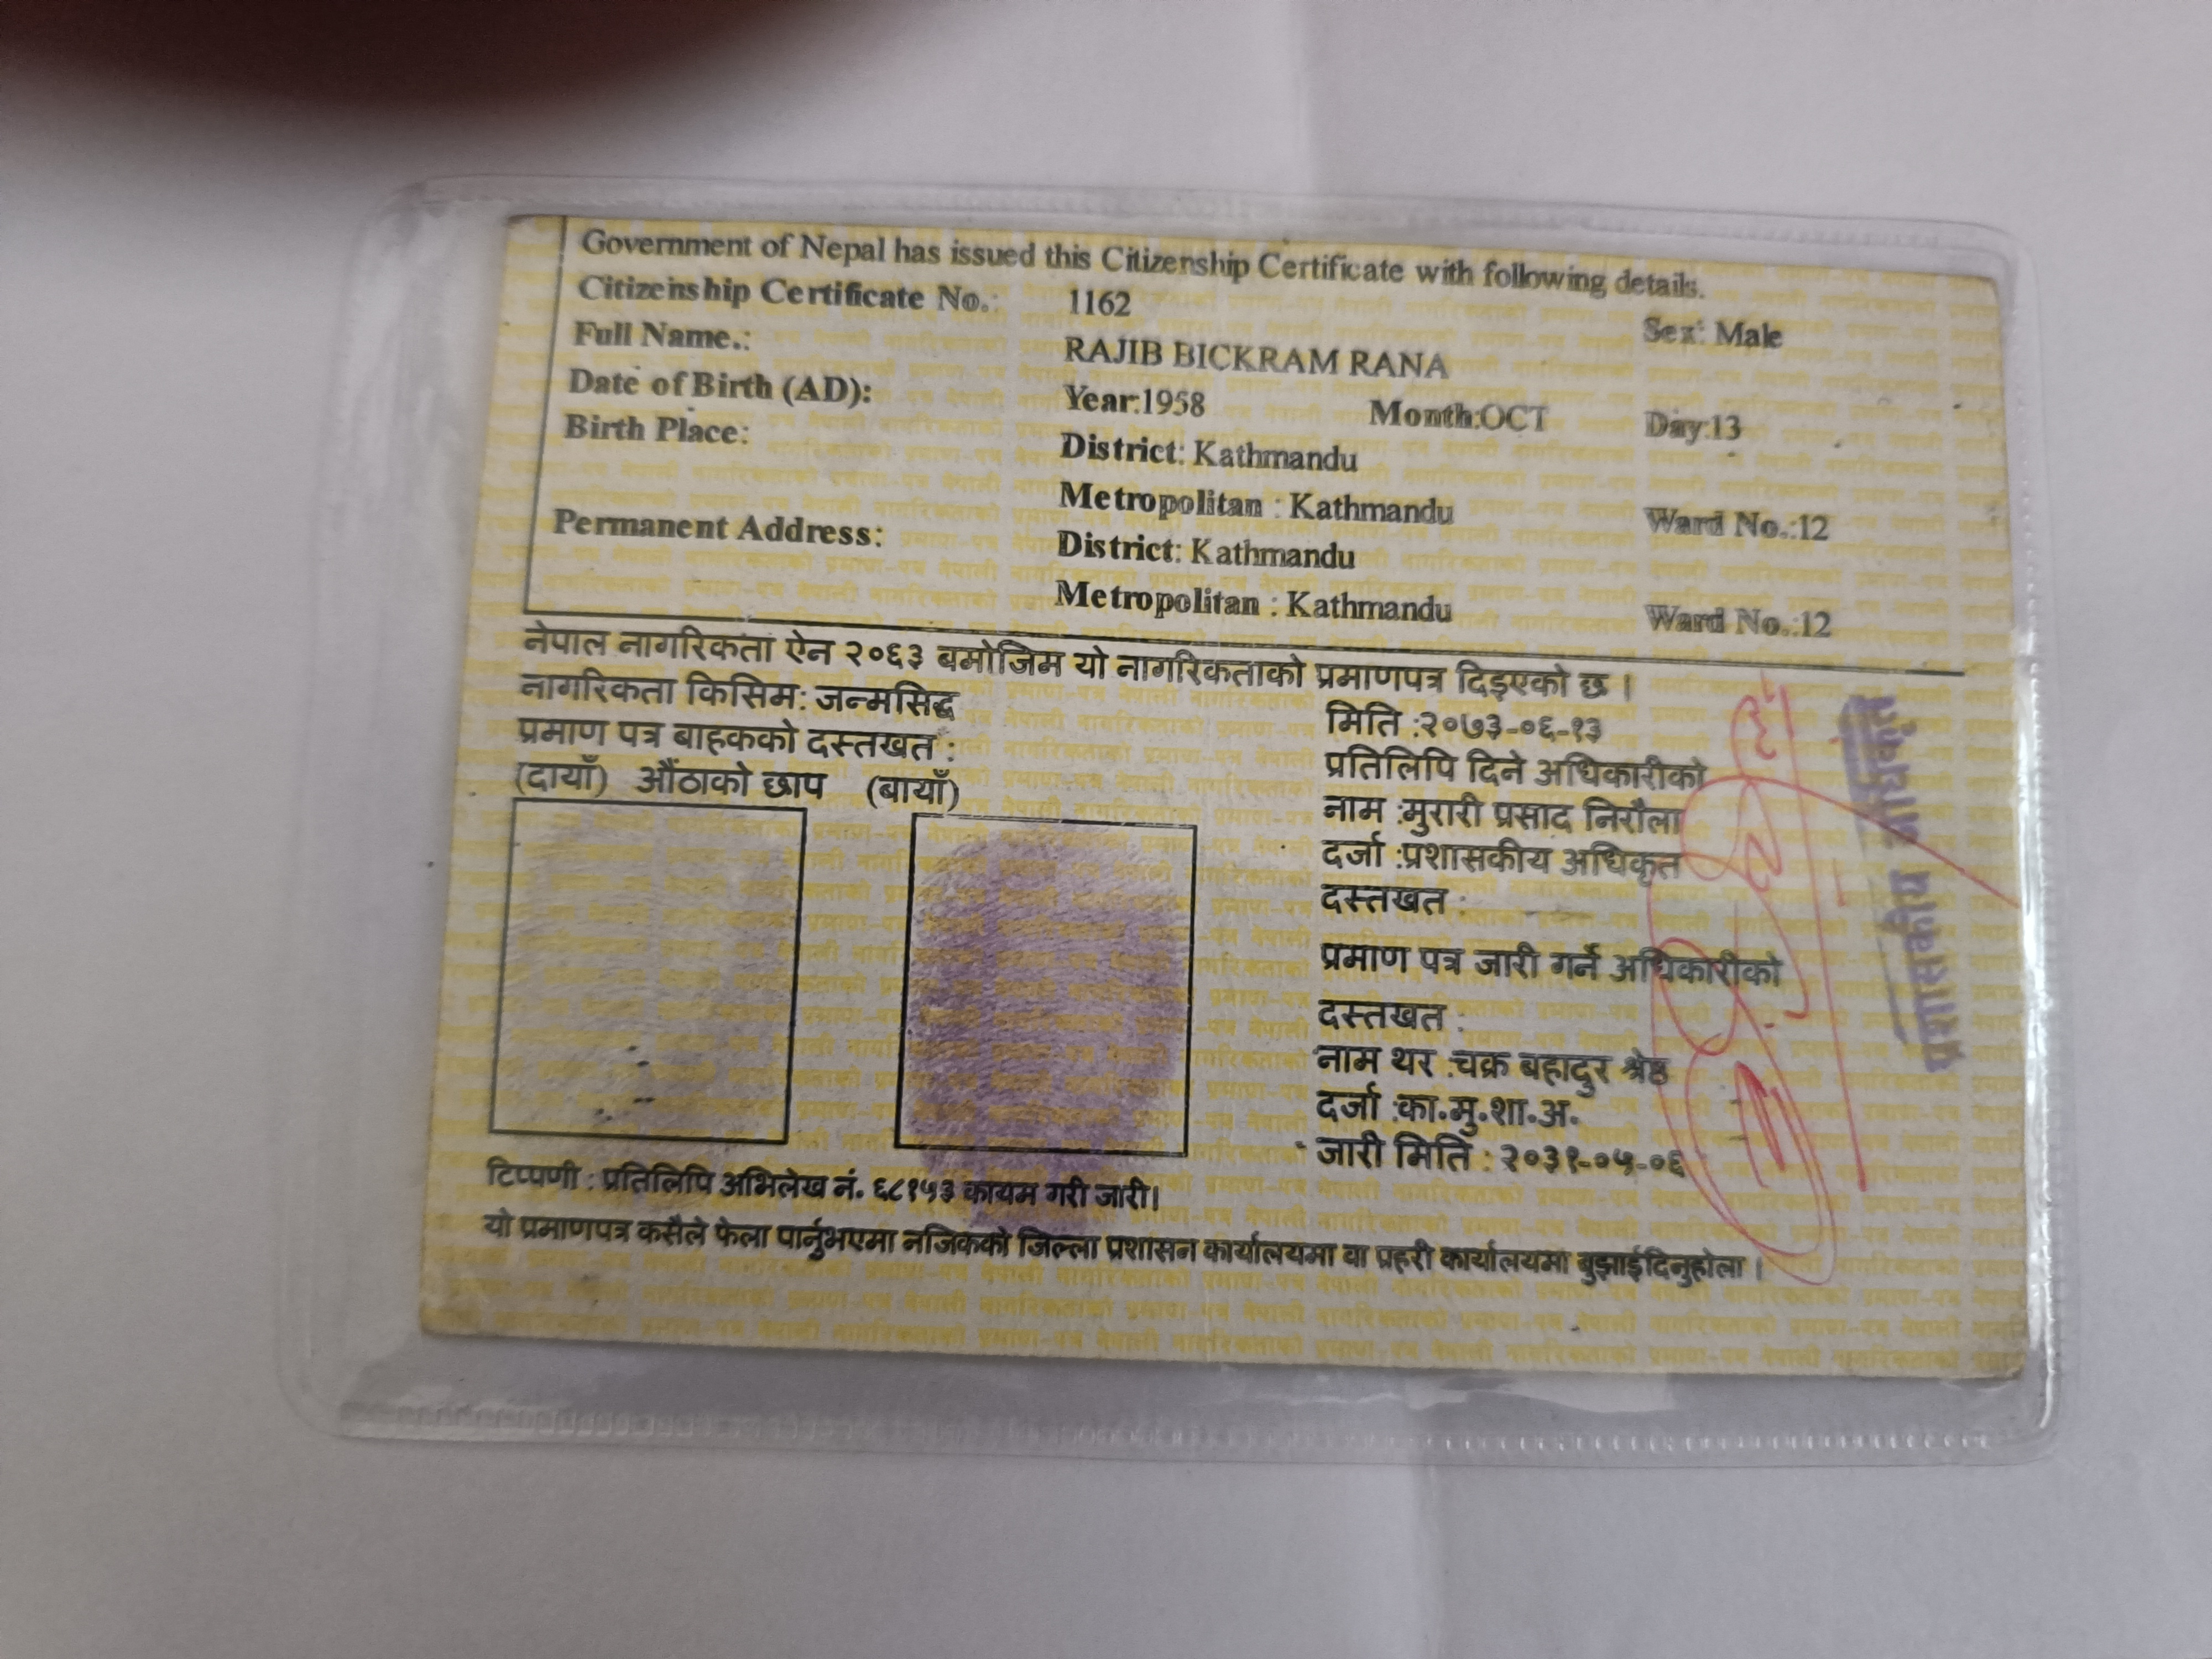 Government of Nepal has issued this Citizenship Certificate with following details.
Citizenship Certificate No.: 1162 Sex: Male
Full Name.: RAJIB BICKRAM RANA
Date of Birth (AD): Year:1958 Month:OCT Day:13
Birth Place: District: Kathmandu
Metropolitan : Kathmandu Ward No.:12
Permanent Address: District: Kathmandu
Metropolitan : Kathmandu Ward No.:12
नेपाल नागरिकता ऐन २०६३ बमोजिम यो नागरिकताको प्रमाणपत्र दिइएको छ ।
नागरिकता किसिम: जन्मसिद्ध
प्रमाण पत्र बाहकको दस्तखत :
(दायाँ) औंठाको छाप (बायाँ)
मिति :२०७३-०६-१३
प्रतिलिपि दिने अधिकारीको
नाम :मुरारी प्रसाद निरौला
दर्जा :प्रशासकीय अधिकृत
दस्तखत :
प्रमाण पत्र जारी गर्ने अधिकारीको
दस्तखत :
नाम थर :चक्र बहादुर श्रेष्ठ
दर्जा :का.मु.शा.अ.
जारी मिति : २०३१-०५-०६
टिप्पणी : प्रतिलिपि अभिलेख नं. ६८१५३ कायम गरी जारी।
यो प्रमाणपत्र कसैले फेला पार्नुभएमा नजिकको जिल्ला प्रशासन कार्यालयमा वा प्रहरी कार्यालयमा बुझाईदिनुहोला ।
प्रशासकीय अधिकृत